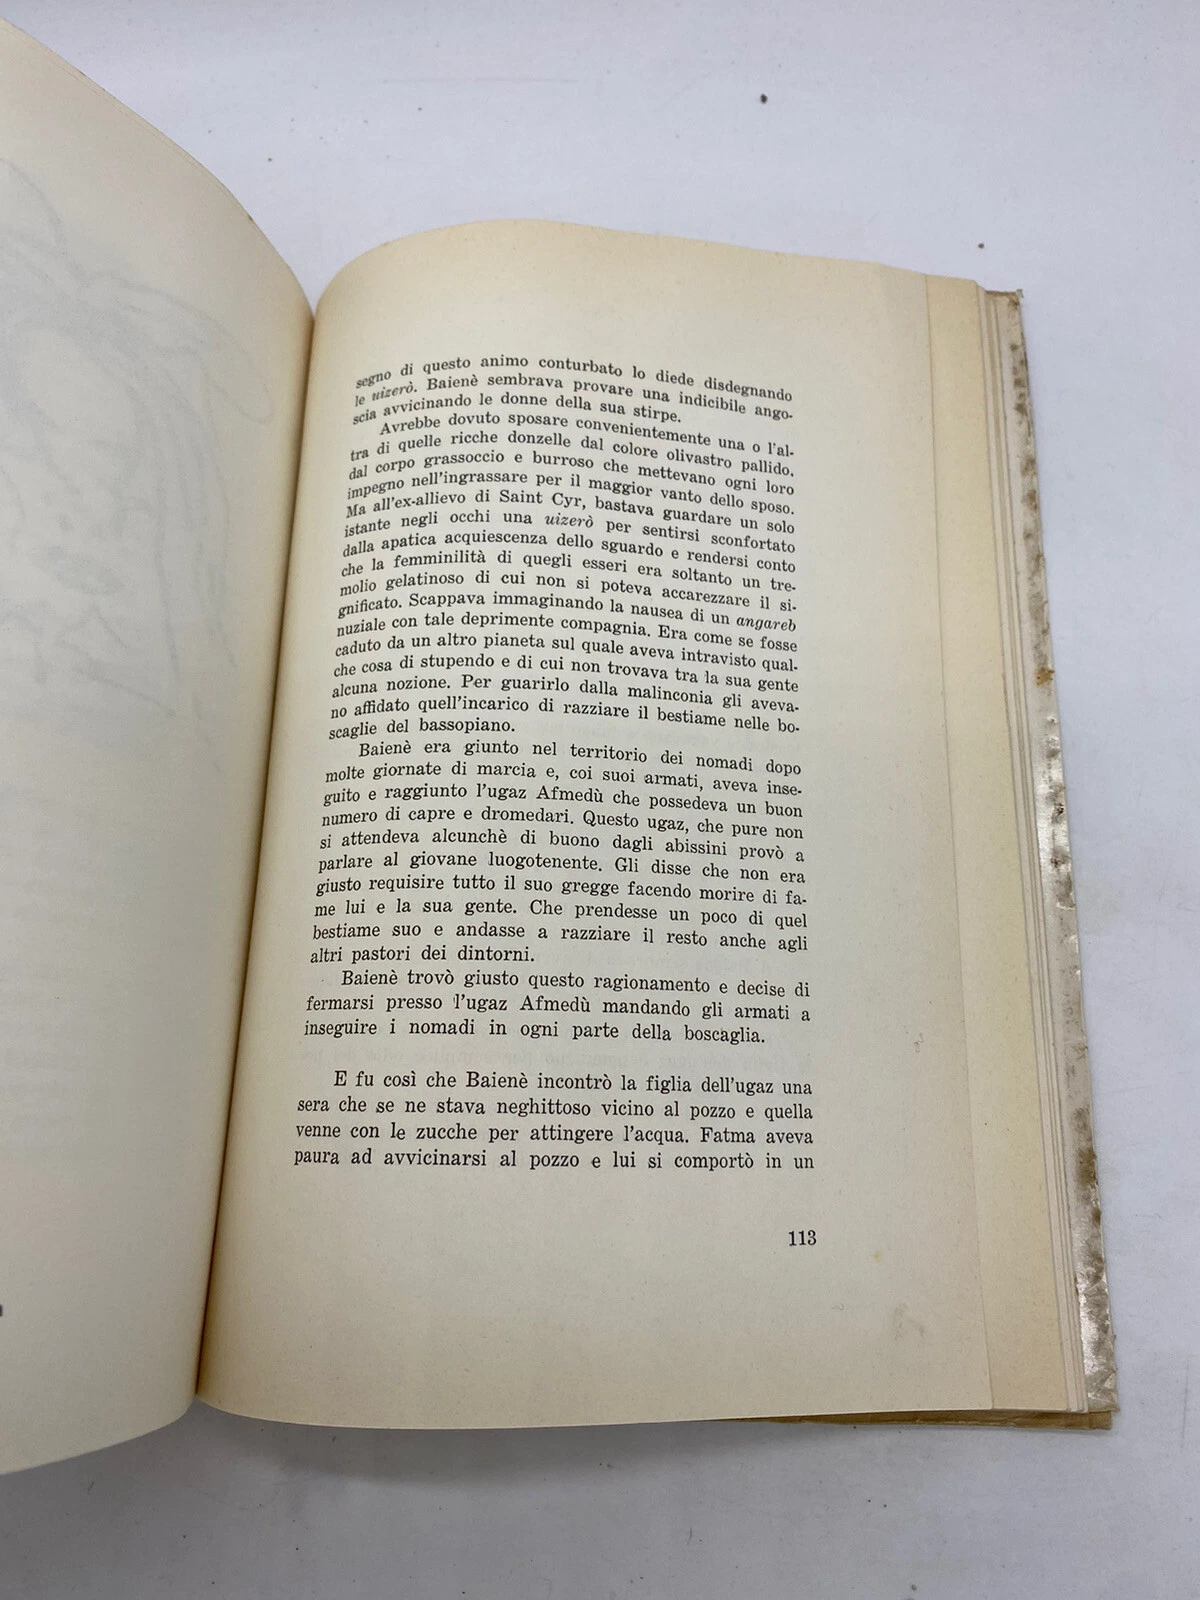 segno di questo animo conturbato lo diede disdegnando
le uizerò. Baienè sembrava provare una indicibile ango-
scia avvicinando le donne della sua stirpe.
Avrebbe dovuto sposare convenientemente una o l'al-
tra di quelle ricche donzelle dal colore olivastro pallido,
dal corpo grassoccio e burroso che mettevano ogni loro
impegno nell'ingrassare per il maggior vanto dello sposo.
Ma all'ex-allievo di Saint Cyr, bastava guardare un solo
istante negli occhi una uizerò per sentirsi sconfortato
dalla apatica acquiescenza dello sguardo e rendersi conto
che la femminilità di quegli esseri era soltanto un tre-
molio gelatinoso di cui non si poteva accarezzare il si-
gnificato. Scappava immaginando la nausea di un angareb
nuziale con tale deprimente compagnia. Era come se fosse
caduto da un altro pianeta sul quale aveva intravisto qual-
che cosa di stupendo e di cui non trovava tra la sua gente
alcuna nozione. Per guarirlo dalla malinconia gli aveva-
no affidato quell'incarico di razziare il bestiame nelle bo-
scaglie del bassopiano.
Baienè era giunto nel territorio dei nomadi dopo
molte giornate di marcia e, coi suoi armati, aveva inse-
guito e raggiunto l'ugaz Afmedù che possedeva un buon
numero di capre e dromedari. Questo ugaz, che pure non
si attendeva alcunchè di buono dagli abissini provò a
parlare al giovane luogotenente. Gli disse che non era
giusto requisire tutto il suo gregge facendo morire di fa-
me lui e la sua gente. Che prendesse un poco di quel
bestiame suo e andasse a razziare il resto anche agli
altri pastori dei dintorni.
Baienè trovò giusto questo ragionamento e decise di
fermarsi presso l'ugaz Afmedù mandando gli armati a
inseguire i nomadi in ogni parte della boscaglia.
E fu così che Baienè incontrò la figlia dell'ugaz una
sera che se ne stava neghittoso vicino al pozzo e quella
venne con le zucche per attingere l'acqua. Fatma aveva
paura ad avvicinarsi al pozzo e lui si comportò in un
113